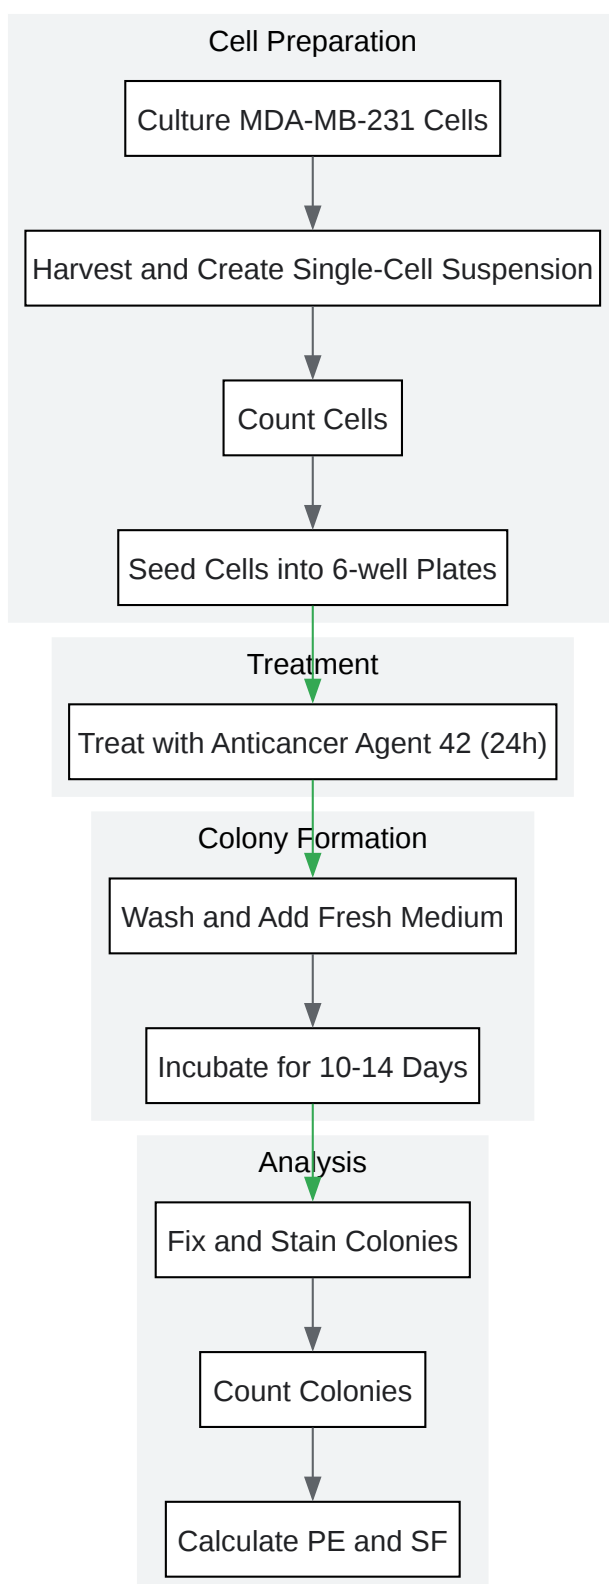 Cell Preparation
Culture MDA-MB-231 Cells
Harvest and Create Single-Cell Suspension
Count Cells
Seed Cells into 6-well Plates
Treatment
Treat with Anticancer Agent 42 (24h)
Colony Formation
Wash and Add Fresh Medium
Incubate for 10-14 Days
Analysis
Fix and Stain Colonies
Count Colonies
Calculate PE and SF